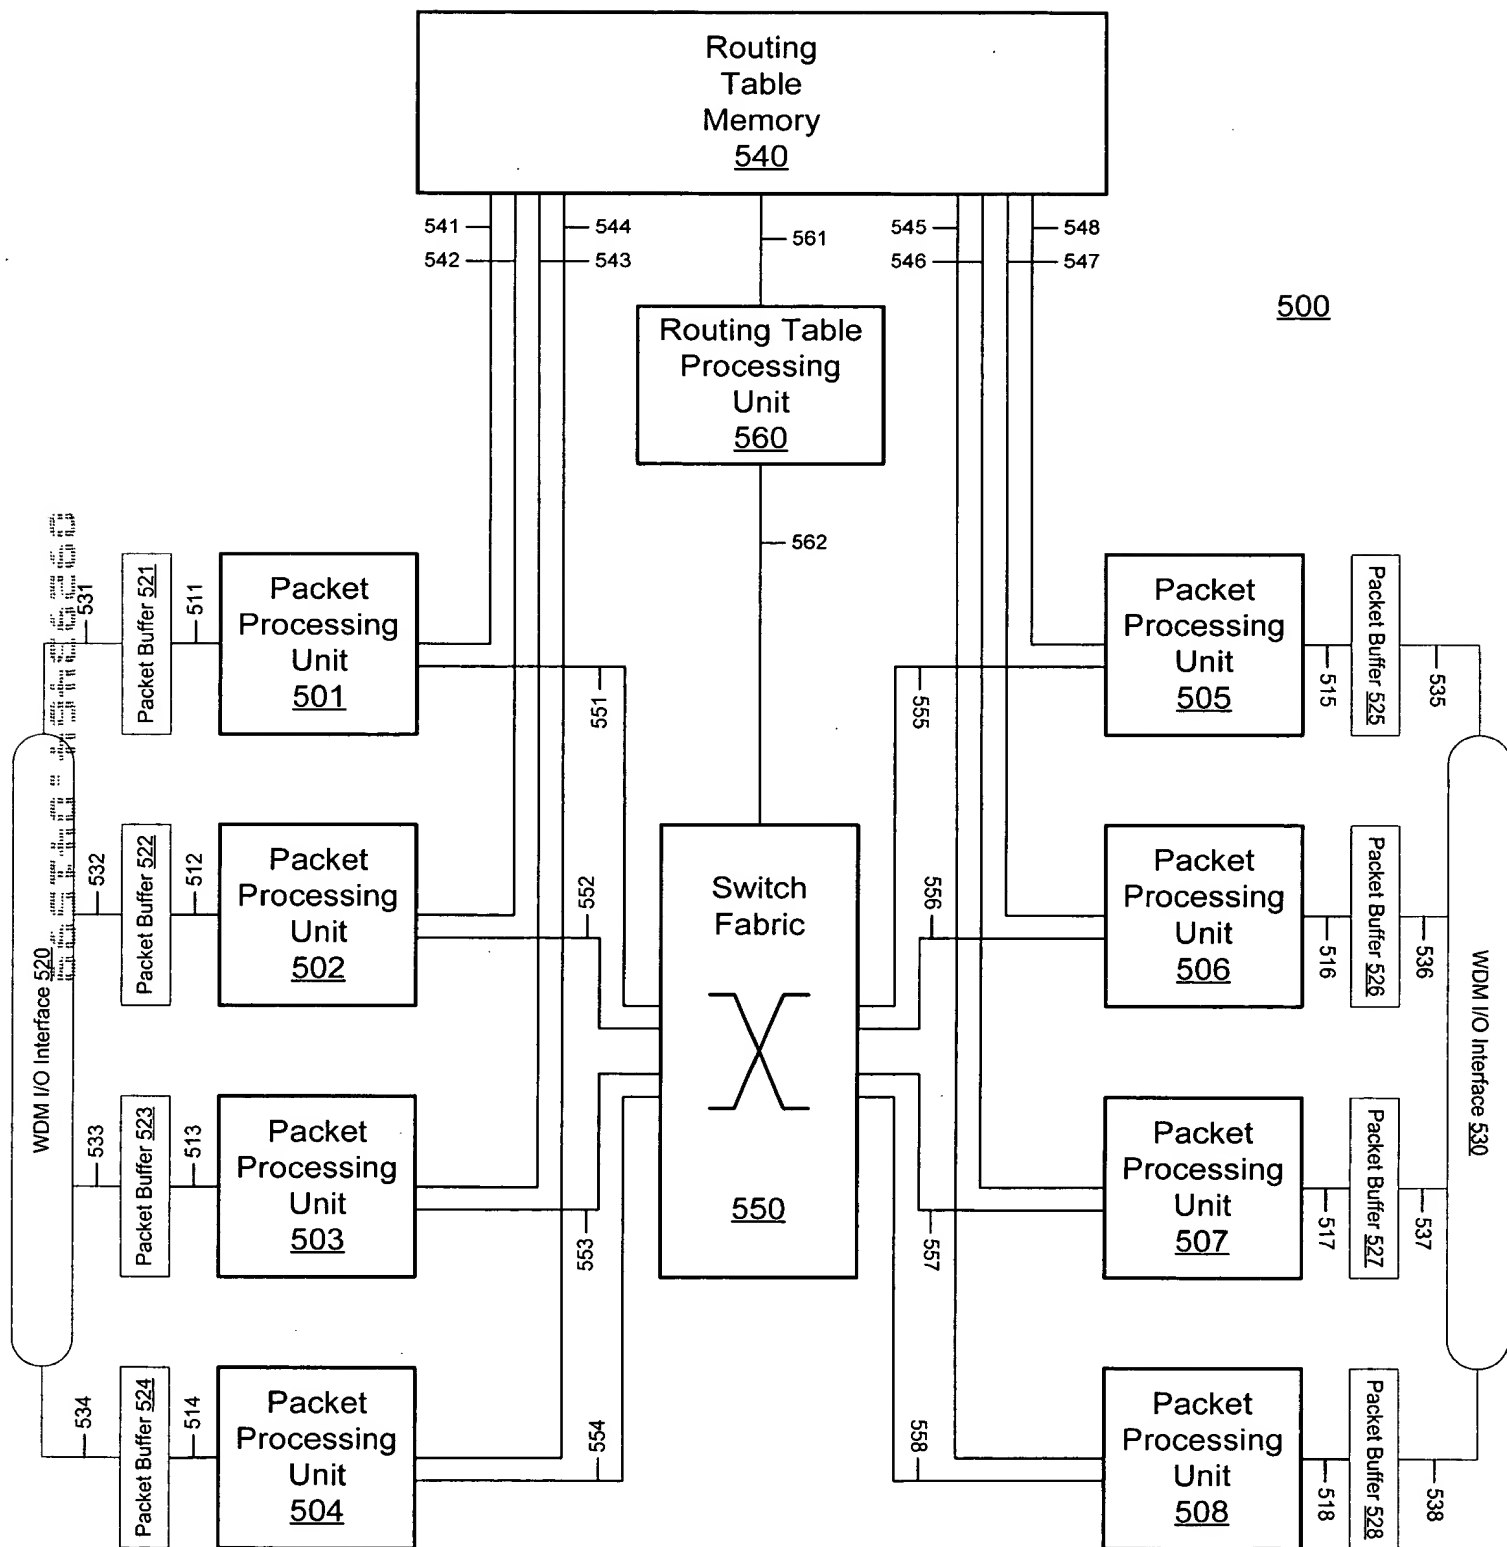 Routing
Table
Memory
540
541
544
542
543
561
545
548
546
547
500
Routing Table
Processing
Unit
560
562
531
Packet Buffer 521
511
Packet
Processing
Unit
501
551
555
Packet
Processing
Unit
505
515
Packet Buffer 525
535
WDM I/O Interface 520
532
Packet Buffer 522
512
Packet
Processing
Unit
502
552
Switch
Fabric
550
556
Packet
Processing
Unit
506
516
Packet Buffer 526
536
WDM I/O Interface 530
533
Packet Buffer 523
513
Packet
Processing
Unit
503
553
557
Packet
Processing
Unit
507
517
Packet Buffer 527
537
534
Packet Buffer 524
514
Packet
Processing
Unit
504
554
558
Packet
Processing
Unit
508
518
Packet Buffer 528
538